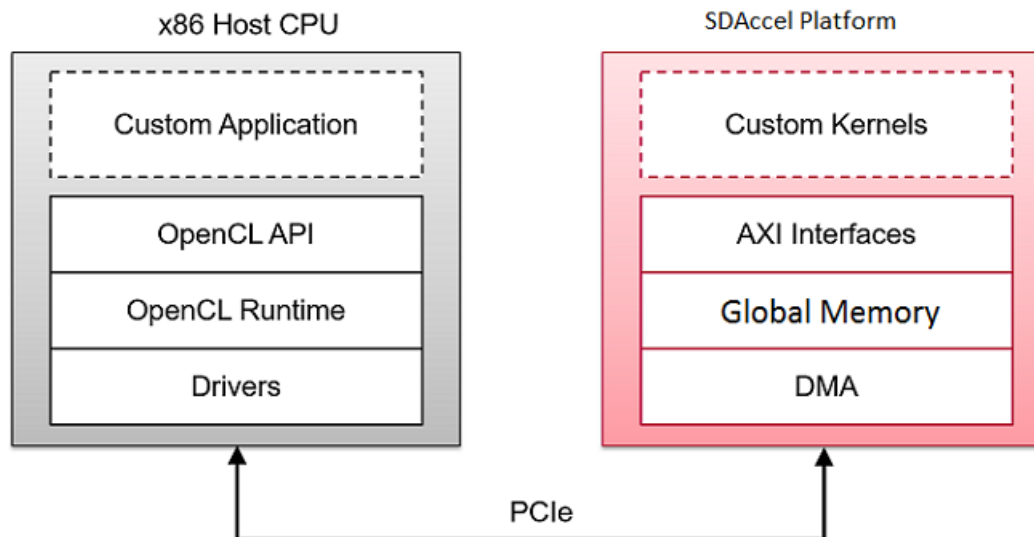 x86 Host CPU
Custom Application
OpenCL API
OpenCL Runtime
Drivers
SDAccel Platform
Custom Kernels
AXI Interfaces
Global Memory
DMA
PCIe